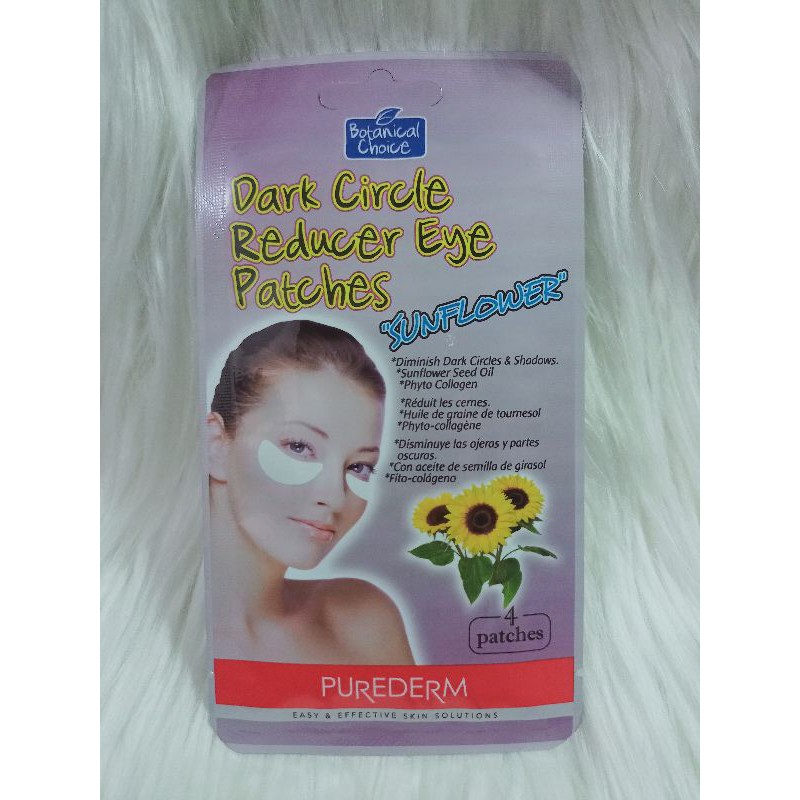 Botanical
Choice
Dark Circle
Reducer Eye
Patches
"SUNFLOWER"
*Diminish Dark Circles & Shadows.
*Sunflower Seed Oil
*Phyto Collagen
*Réduit les cernes.
*Huile de graine de tournesol
*Phyto-collagène
*Disminuye las ojeras y partes
oscuras.
*Con aceite de semilla de girasol
*Fito-colágeno
4
patches
PUREDERM
EASY & EFFECTIVE SKIN SOLUTIONS